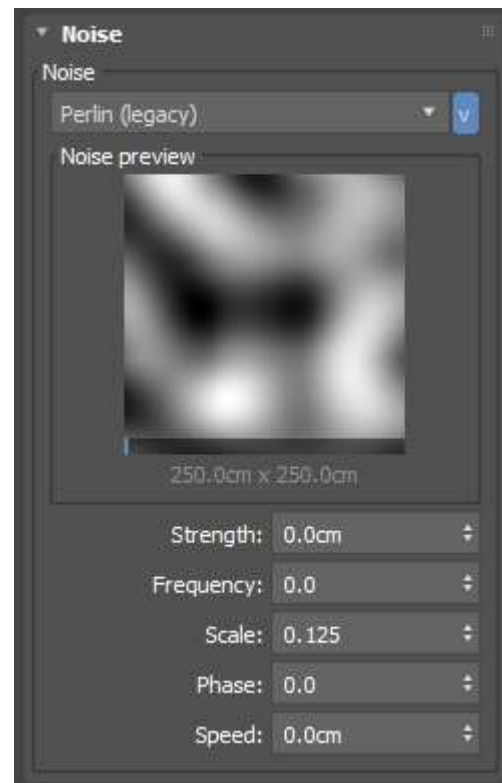 Noise
Noise
Perlin (legacy)
v
Noise preview
250.0cm x 250.0cm
Strength: 0.0cm
Frequency: 0.0
Scale: 0.125
Phase: 0.0
Speed: 0.0cm